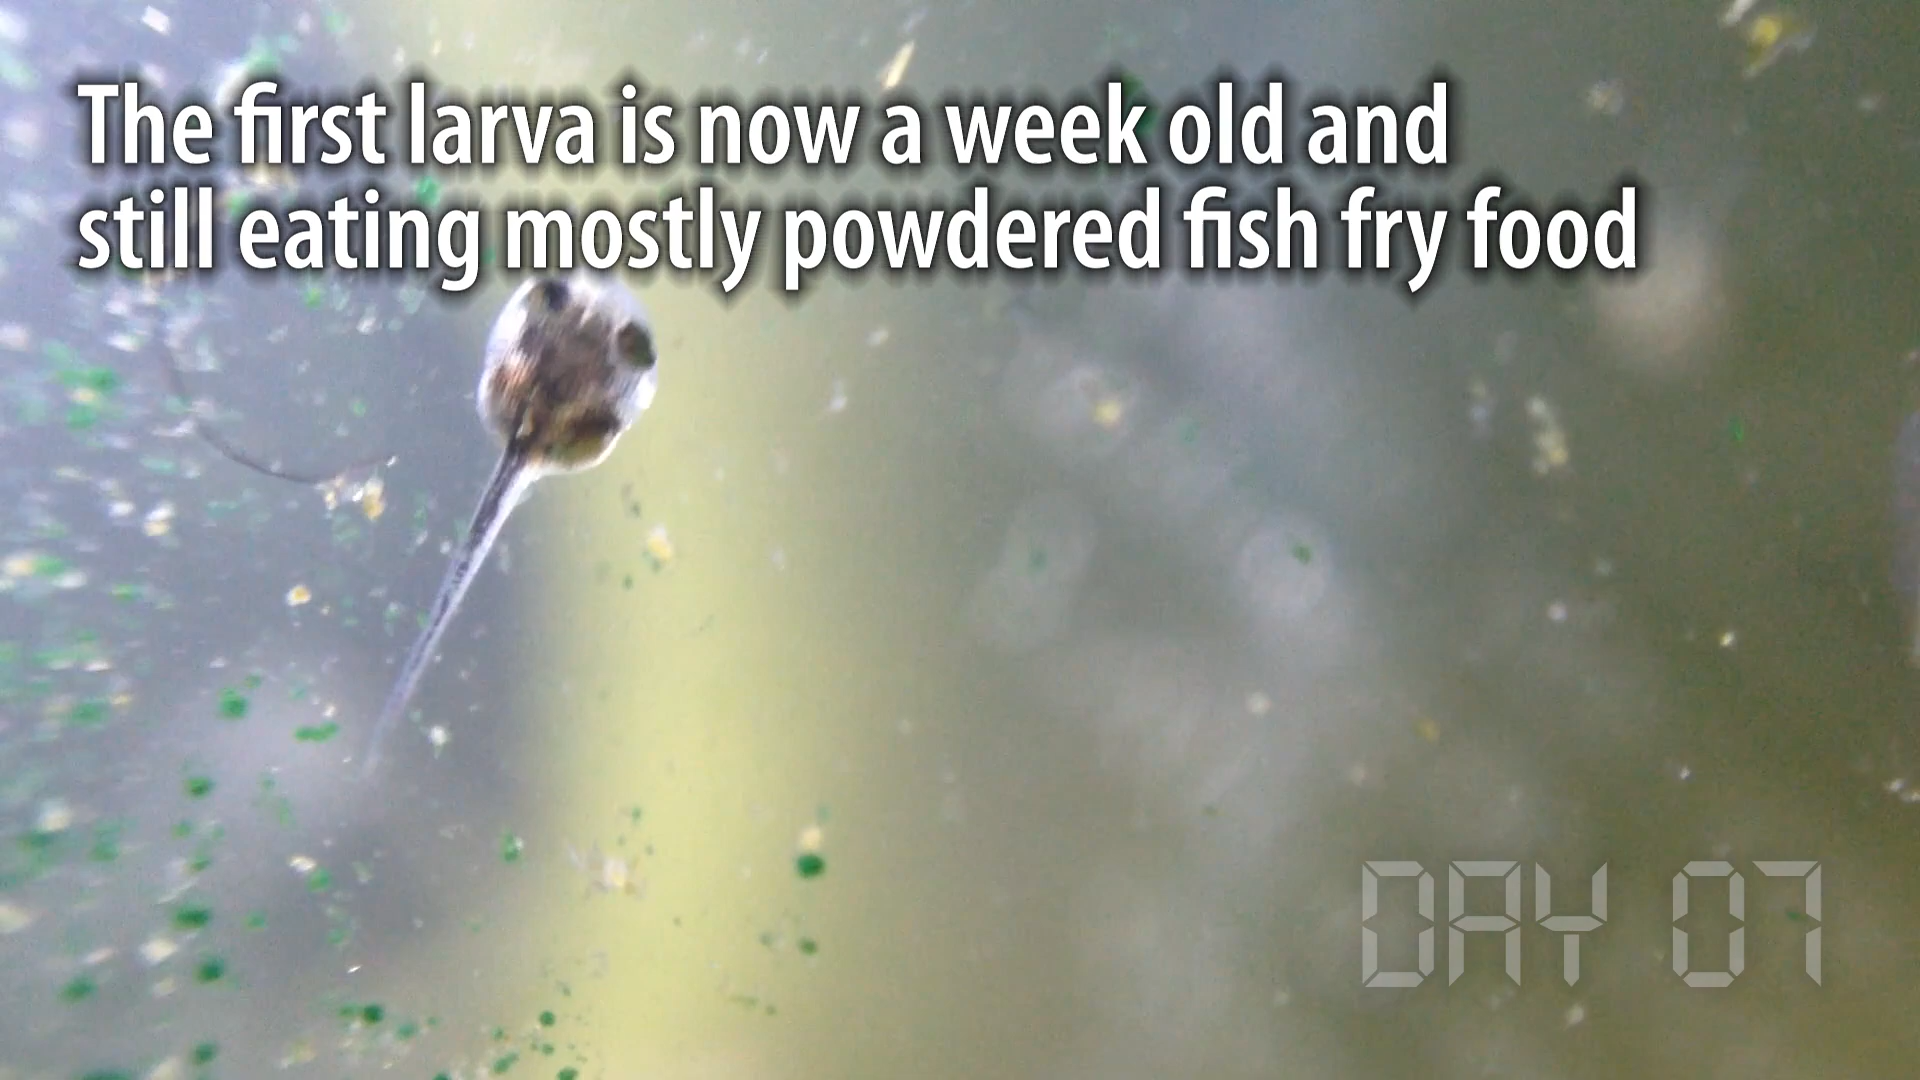 The first larva is now a week old and
still eating mostly powdered fish fry food
DAY 07